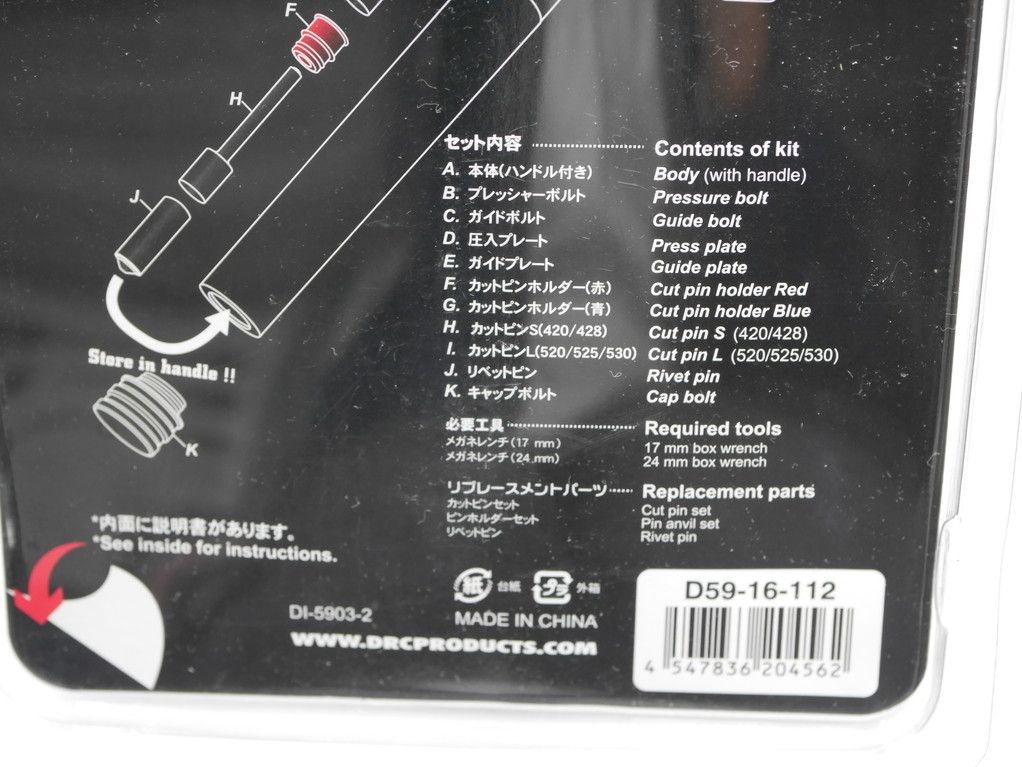 F
H
J
Store in handle !!
K
セット内容 Contents of kit
A. 本体(ハンドル付き) Body (with handle)
B. プレッシャーボルト Pressure bolt
C. ガイドボルト Guide bolt
D. 圧入プレート Press plate
E. ガイドプレート Guide plate
F. カットピンホルダー(赤) Cut pin holder Red
G. カットピンホルダー(青) Cut pin holder Blue
H. カットピンS(420/428) Cut pin S (420/428)
I. カットピンL(520/525/530) Cut pin L (520/525/530)
J. リベットピン Rivet pin
K. キャップボルト Cap bolt
必要工具 Required tools
メガネレンチ(17 mm) 17 mm box wrench
メガネレンチ(24 mm) 24 mm box wrench
リプレースメントパーツ Replacement parts
カットピンセット Cut pin set
ピンホルダーセット Pin anvil set
リベットピン Rivet pin
*内面に説明書があります。
*See inside for instructions.
紙 台紙 プラ 外箱
DI-5903-2 MADE IN CHINA
WWW.DRCPRODUCTS.COM
D59-16-112
4 547836 204562